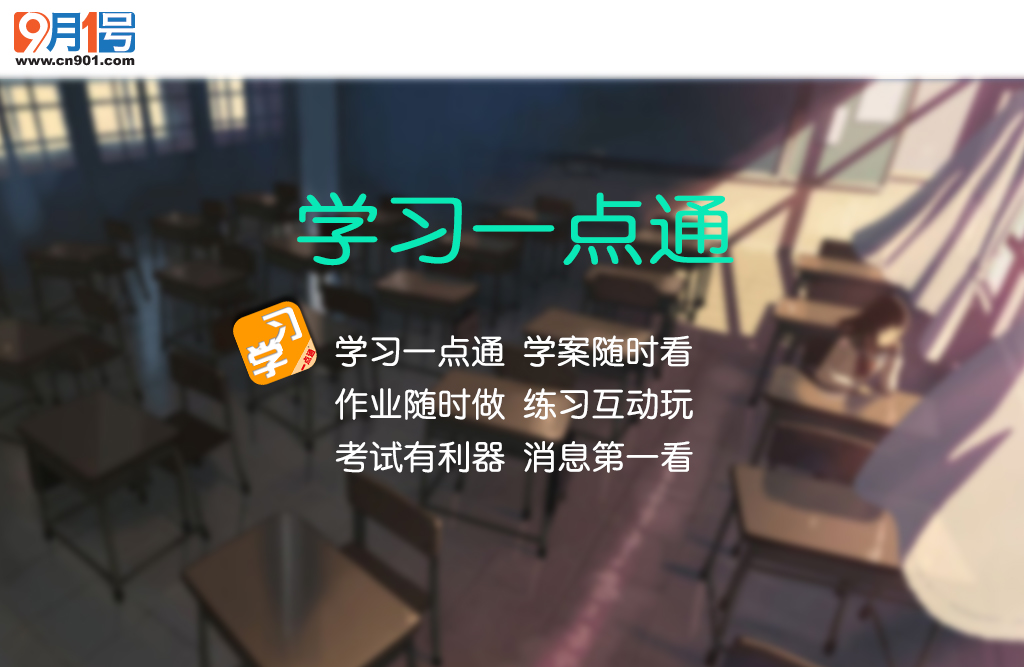 9月1号
www.cn901.com
学习一点通
学习
一点通
学习一点通 学案随时看
作业随时做 练习互动玩
考试有利器 消息第一看